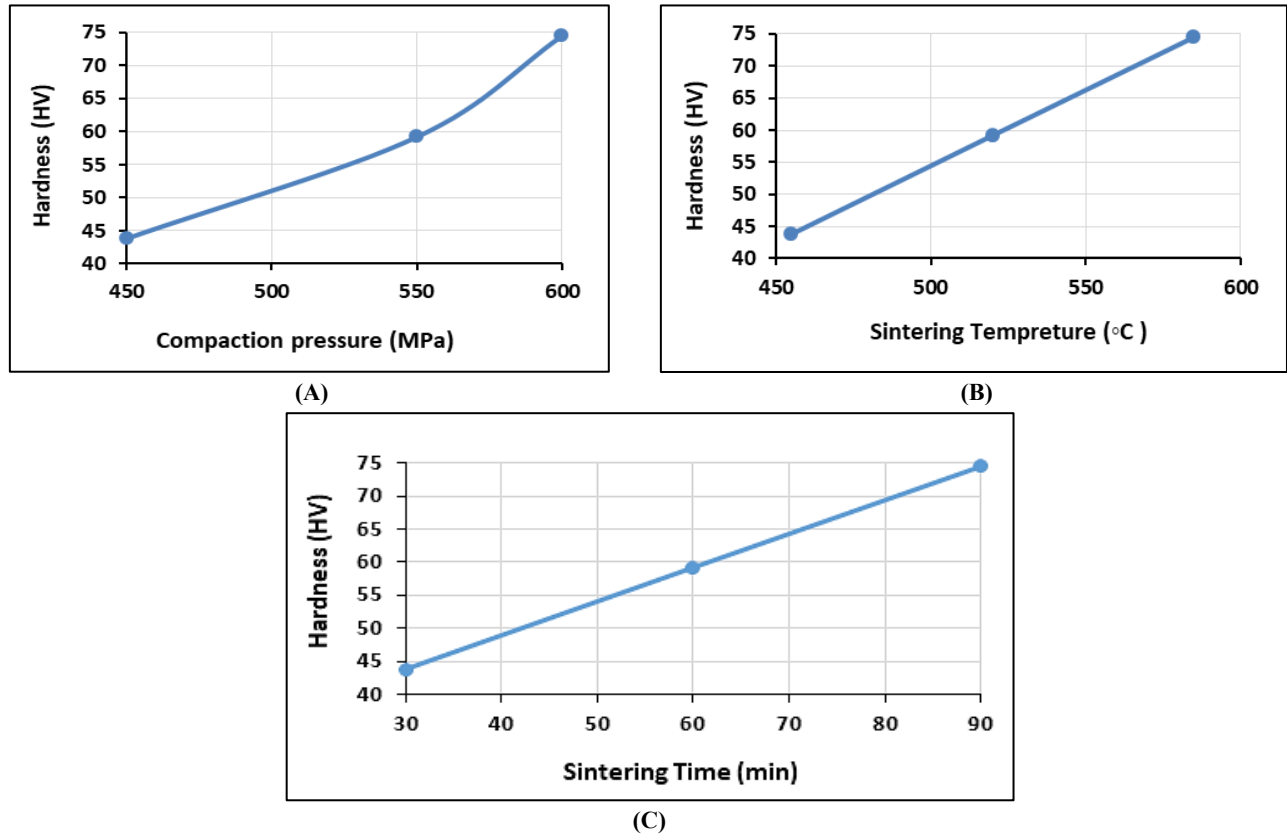 75
70
65
60
55
50
45
40
Hardness (HV)
450 500 550 600
Compaction pressure (MPa)
(A)
75
70
65
60
55
50
45
40
Hardness (HV)
450 500 550 600
Sintering Tempreture (◦C )
(B)
75
70
65
60
55
50
45
40
Hardness (HV)
30 40 50 60 70 80 90
Sintering Time (min)
(C)